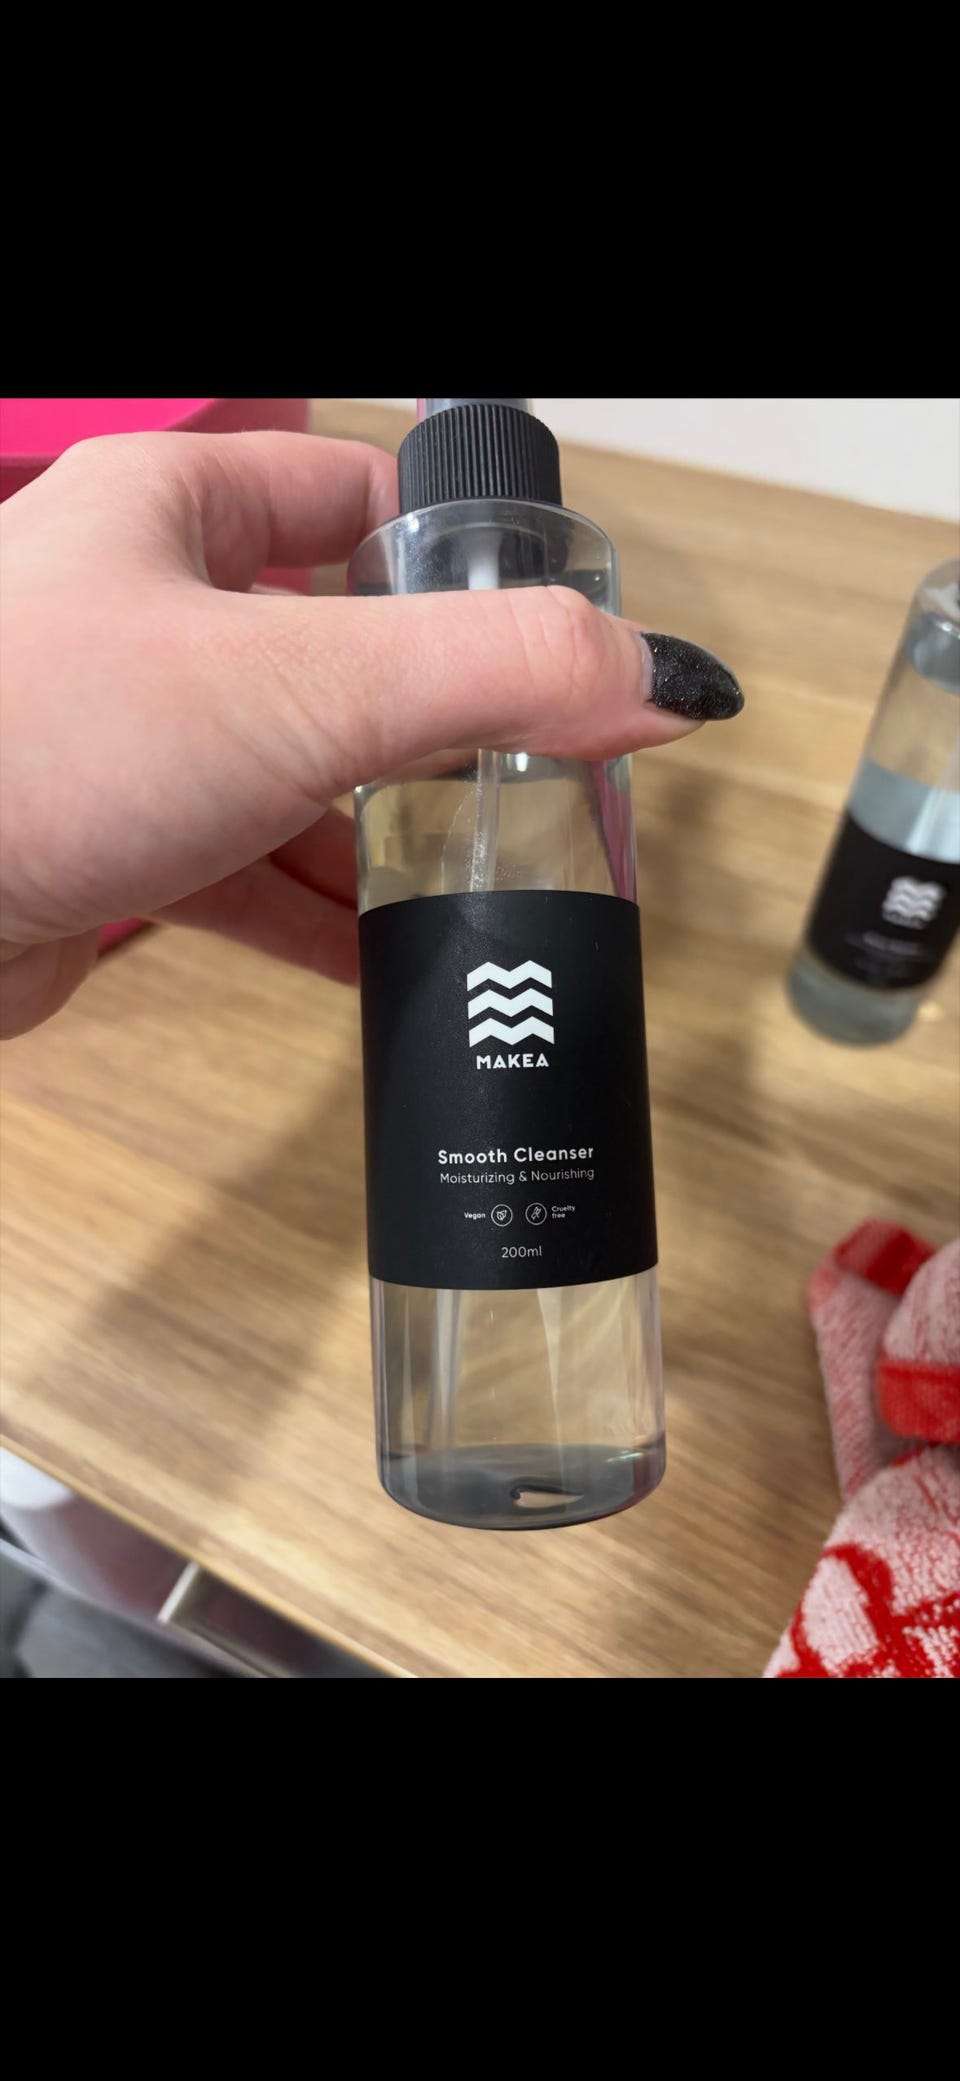 MAKEA
Smooth Cleanser
Moisturizing & Nourishing
Vegan
Cruelty
free
200ml